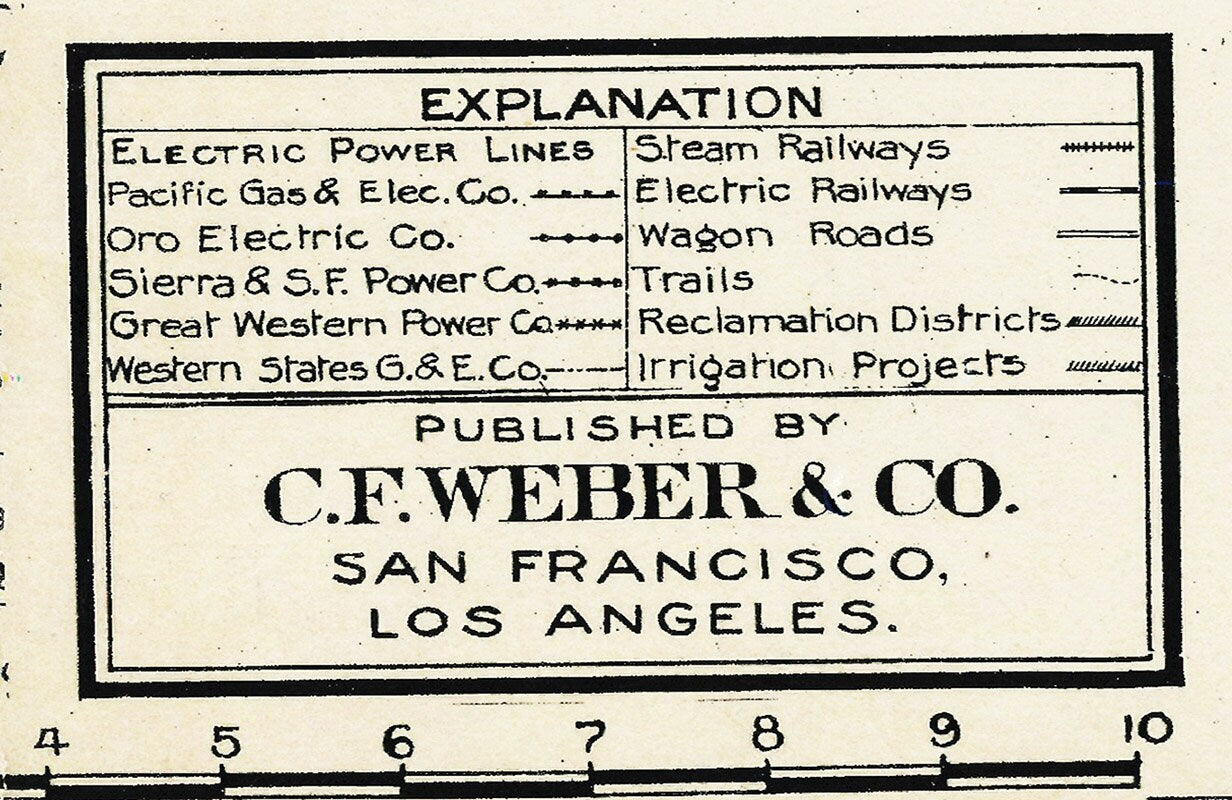 EXPLANATION
ELECTRIC POWER LINES
Pacific Gas & Elec. Co.
Oro Electric Co.
Sierra & S.F. Power Co.
Great Western Power Co.
Western States G. & E. Co.
Steam Railways
Electric Railways
Wagon Roads
Trails
Reclamation Districts
Irrigation Projects
PUBLISHED BY
C.F. WEBER & CO.
SAN FRANCISCO,
LOS ANGELES.
4 5 6 7 8 9 10